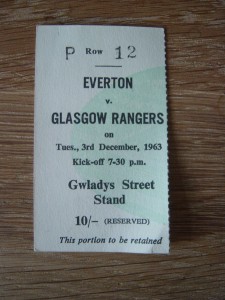 P Row 12
EVERTON
v.
GLASGOW RANGERS
on
Tues., 3rd December, 1963
Kick-off 7-30 p.m.
Gwladys Street
Stand
10/– (RESERVED)
This portion to be retained